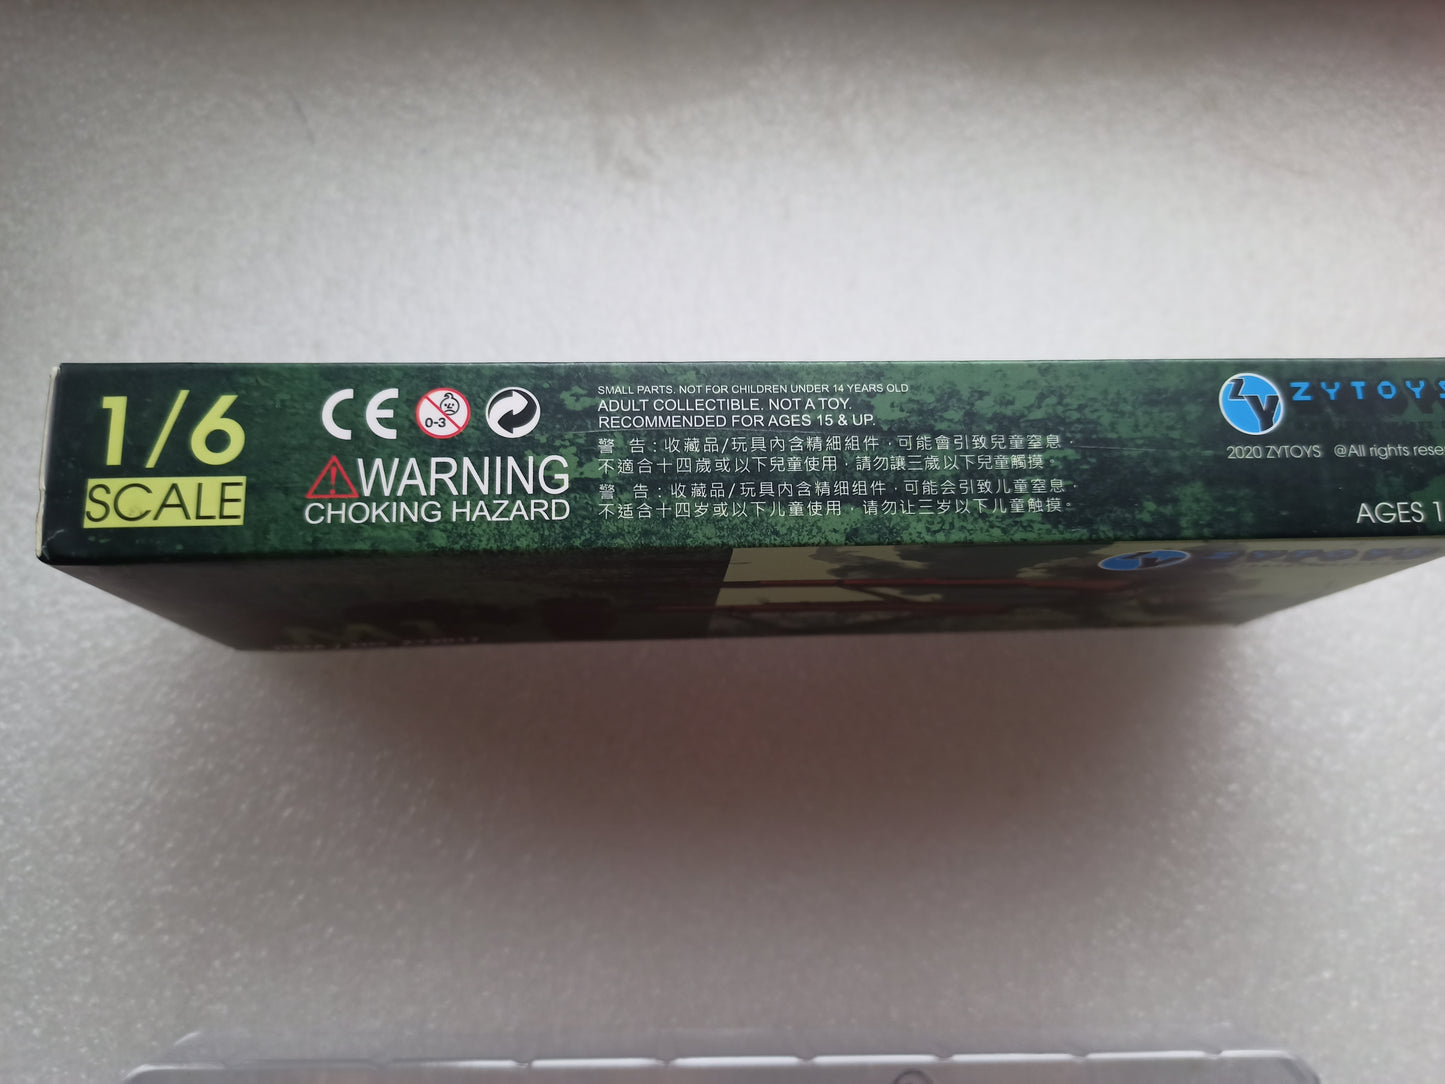 1/6
SCALE
CE
0-3
WARNING
CHOKING HAZARD
SMALL PARTS. NOT FOR CHILDREN UNDER 14 YEARS OLD
ADULT COLLECTIBLE. NOT A TOY.
RECOMMENDED FOR AGES 15 & UP.
警 告：收藏品/玩具內含精細組件，可能會引致兒童窒息，
不適合十四歲或以下兒童使用，請勿讓三歲以下兒童觸摸。
警 告：收藏品/玩具内含精细组件，可能会引致儿童窒息，
不适合十四岁或以下儿童使用，请勿让三岁以下儿童触摸。
ZY ZYTOYS
2020 ZYTOYS @All rights rese
AGES 1
ZY